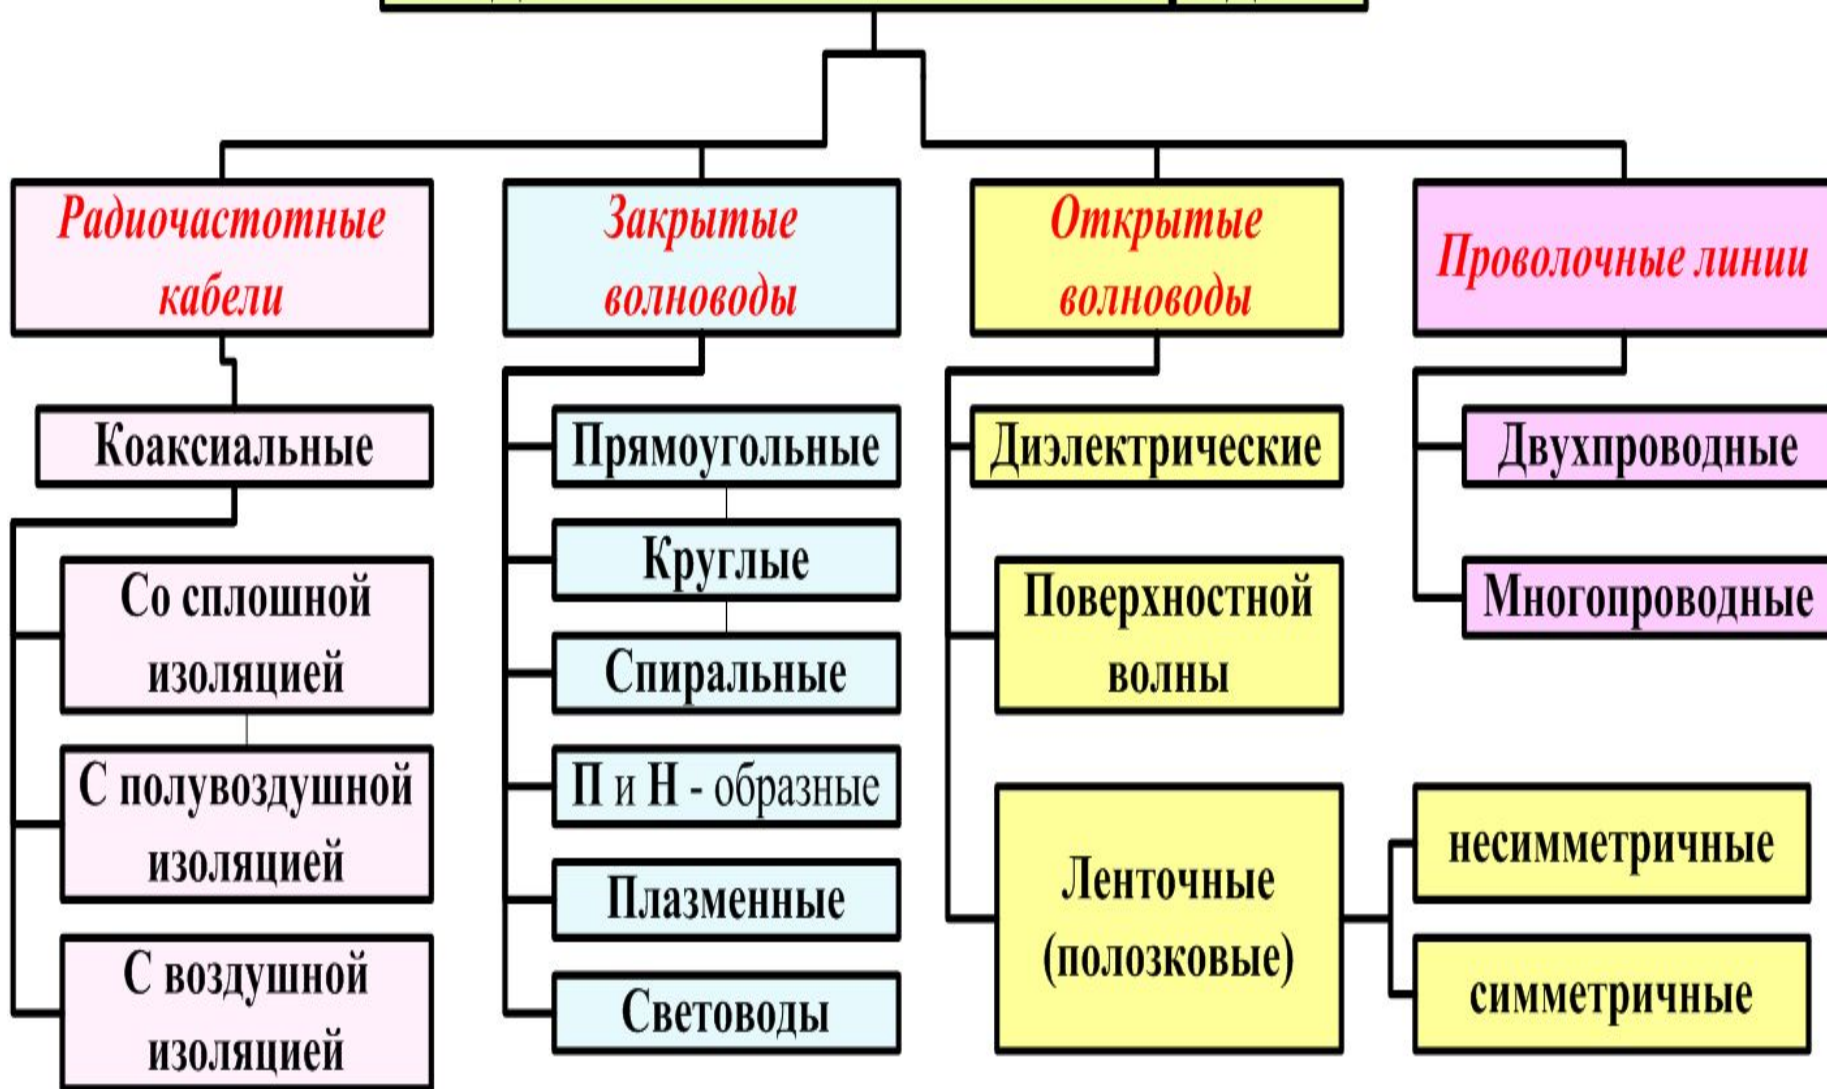 Радиочастотные
кабели
Коаксиальные
Со сплошной
изоляцией
С полувоздушной
изоляцией
С воздушной
изоляцией
Закрытые
волноводы
Прямоугольные
Круглые
Спиральные
П и Н - образные
Плазменные
Световоды
Открытые
волноводы
Диэлектрические
Поверхностной
волны
Ленточные
(полозковые)
несимметричные
симметричные
Проволочные линии
Двухпроводные
Многопроводные